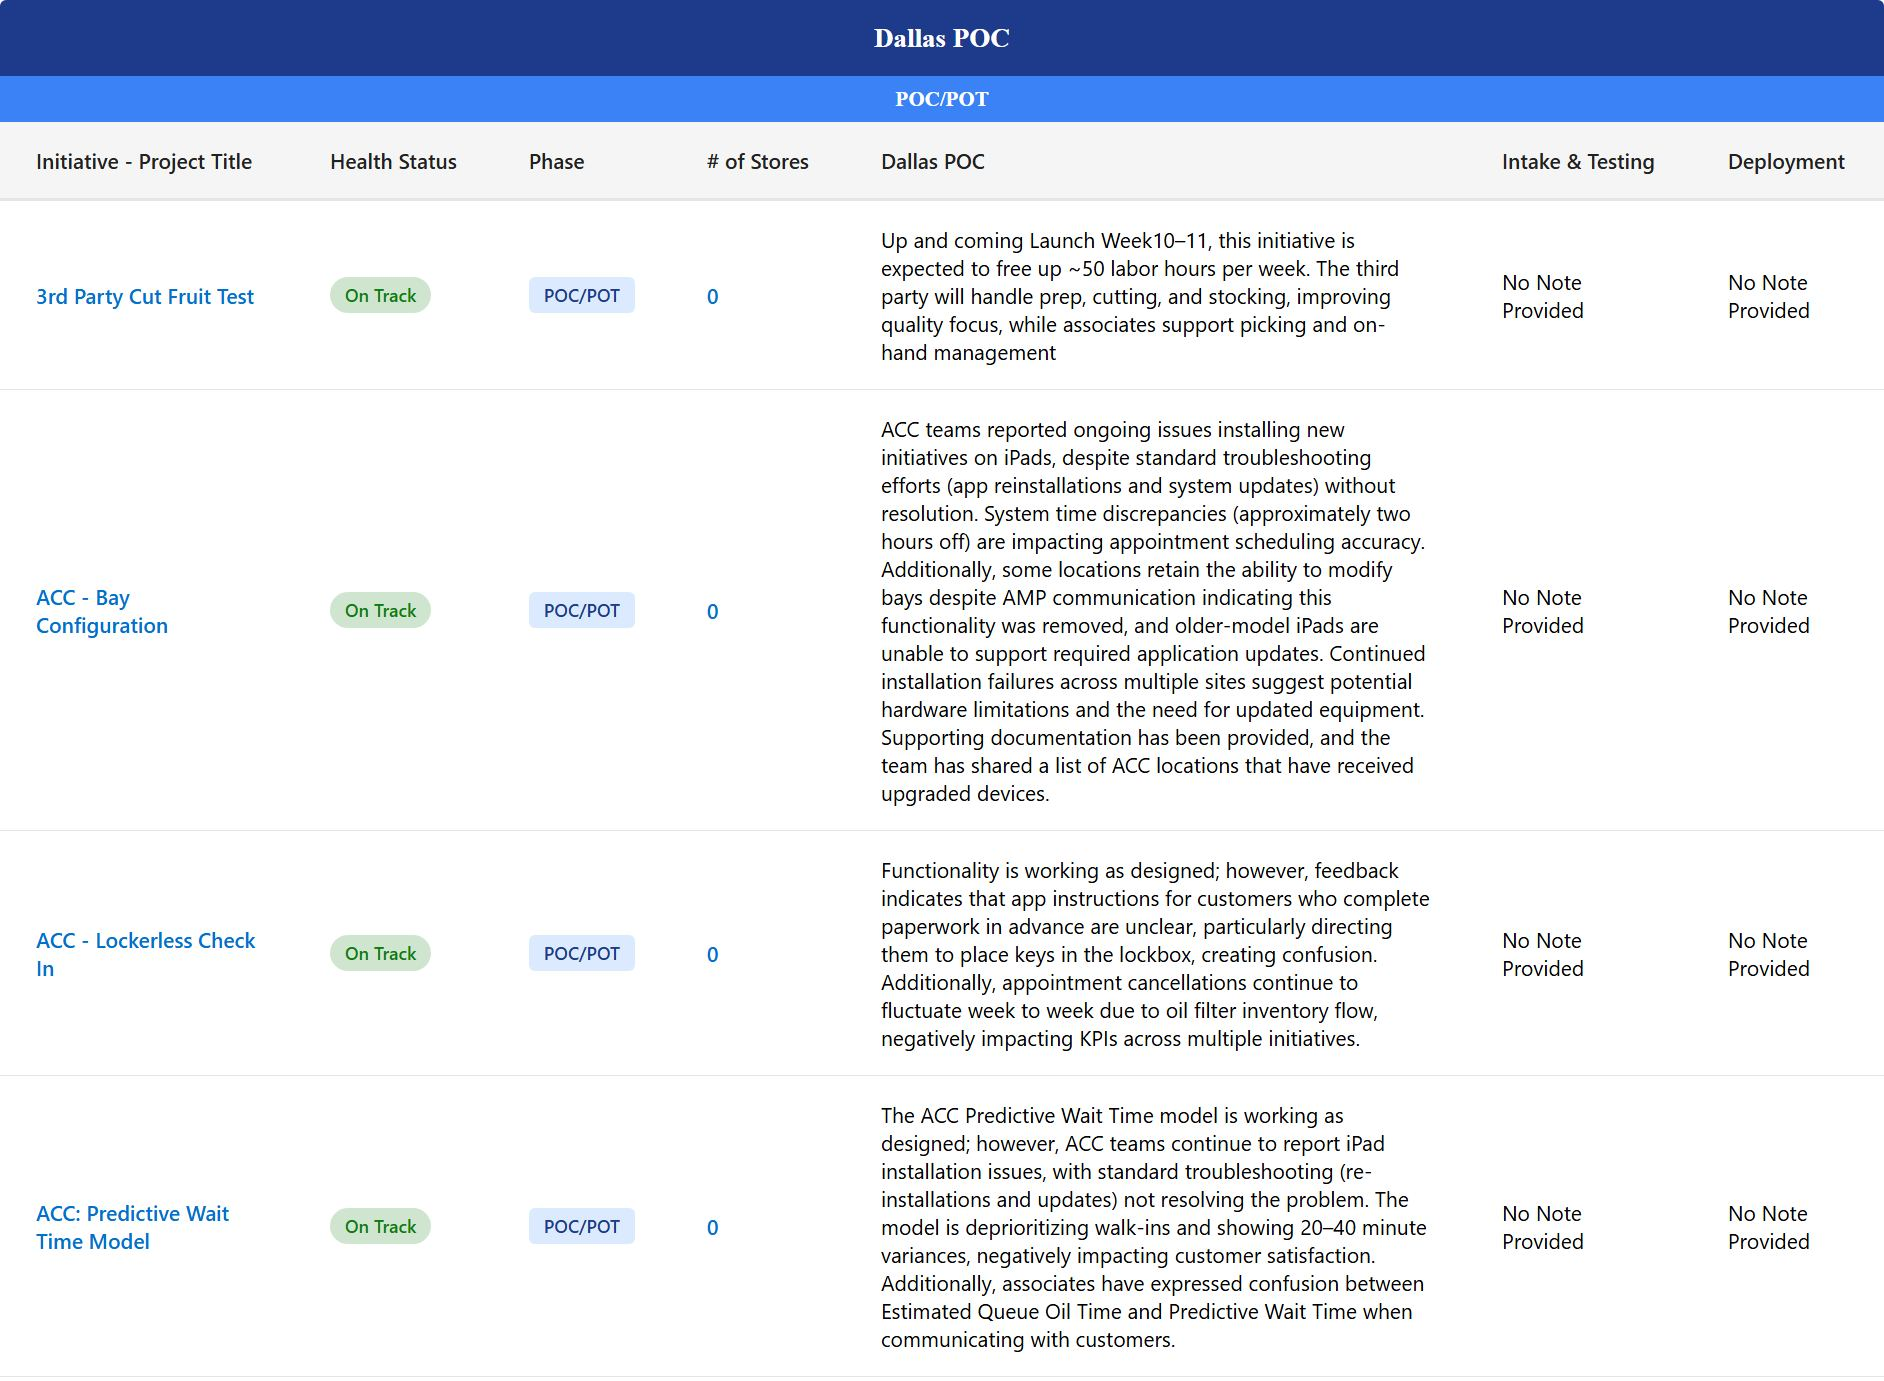 Dallas POC
POC/POT
Initiative - Project Title
Health Status
Phase
# of Stores
Dallas POC
Intake & Testing
Deployment
3rd Party Cut Fruit Test
On Track
POC/POT
0
Up and coming Launch Week10–11, this initiative is
expected to free up ~50 labor hours per week. The third
party will handle prep, cutting, and stocking, improving
quality focus, while associates support picking and on-
hand management
No Note
Provided
No Note
Provided
ACC - Bay
Configuration
On Track
POC/POT
0
ACC teams reported ongoing issues installing new
initiatives on iPads, despite standard troubleshooting
efforts (app reinstallations and system updates) without
resolution. System time discrepancies (approximately two
hours off) are impacting appointment scheduling accuracy.
Additionally, some locations retain the ability to modify
bays despite AMP communication indicating this
functionality was removed, and older-model iPads are
unable to support required application updates. Continued
installation failures across multiple sites suggest potential
hardware limitations and the need for updated equipment.
Supporting documentation has been provided, and the
team has shared a list of ACC locations that have received
upgraded devices.
No Note
Provided
No Note
Provided
ACC - Lockerless Check
In
On Track
POC/POT
0
Functionality is working as designed; however, feedback
indicates that app instructions for customers who complete
paperwork in advance are unclear, particularly directing
them to place keys in the lockbox, creating confusion.
Additionally, appointment cancellations continue to
fluctuate week to week due to oil filter inventory flow,
negatively impacting KPIs across multiple initiatives.
No Note
Provided
No Note
Provided
ACC: Predictive Wait
Time Model
On Track
POC/POT
0
The ACC Predictive Wait Time model is working as
designed; however, ACC teams continue to report iPad
installation issues, with standard troubleshooting (re-
installations and updates) not resolving the problem. The
model is deprioritizing walk-ins and showing 20–40 minute
variances, negatively impacting customer satisfaction.
Additionally, associates have expressed confusion between
Estimated Queue Oil Time and Predictive Wait Time when
communicating with customers.
No Note
Provided
No Note
Provided